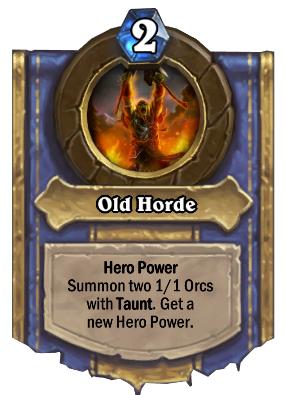 2
Old Horde
Hero Power
Summon two 1/1 Orcs
with Taunt. Get a
new Hero Power.